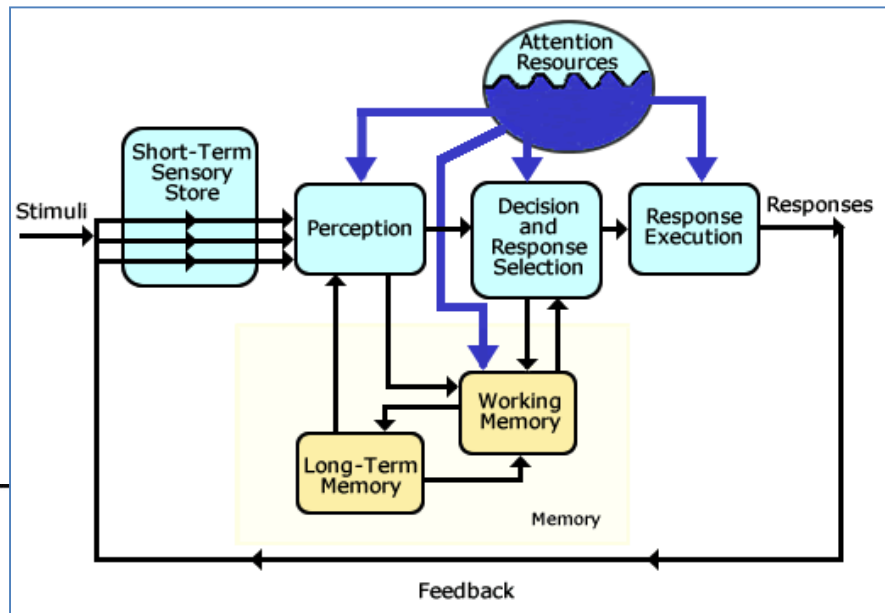 Attention
Resources
Short-Term
Sensory
Store
Stimuli
Perception
Decision
and
Response
Selection
Response
Execution
Responses
Working
Memory
Long-Term
Memory
Memory
Feedback